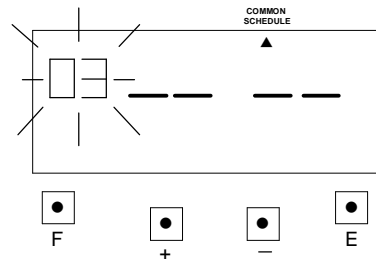 COMMON
SCHEDULE
03 -- --
F + − E